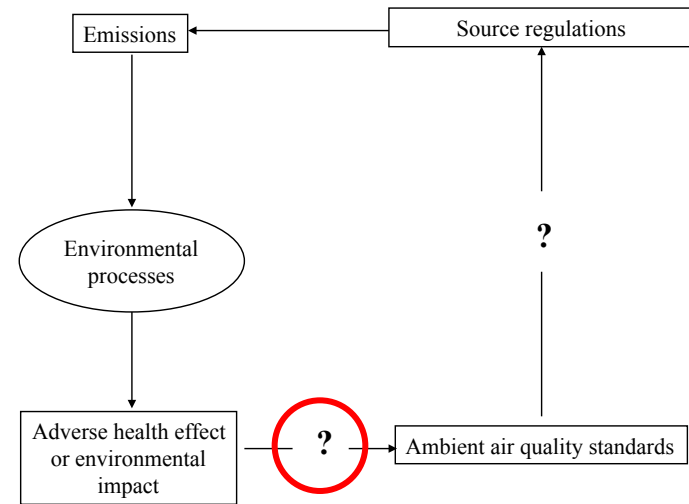 Emissions
Source regulations
Environmental
processes
?
Adverse health effect
or environmental
impact
?
Ambient air quality standards